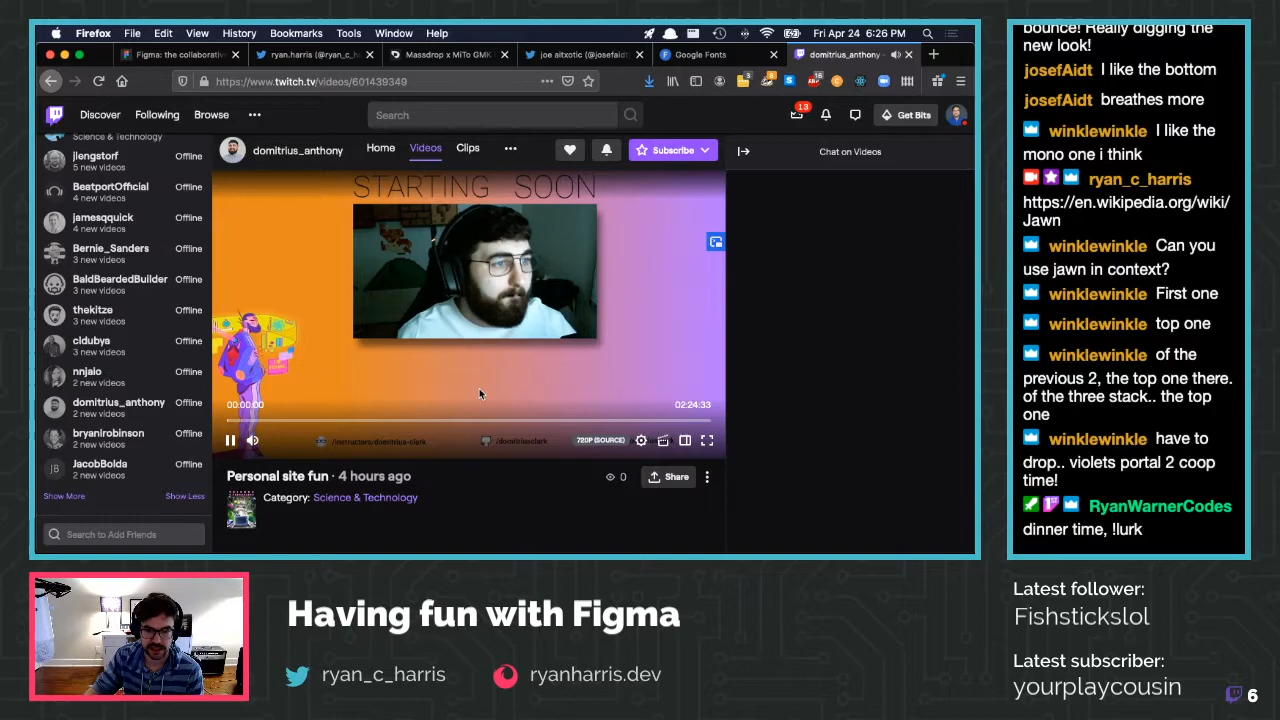 Firefox File Edit View History Bookmarks Tools Window Help
Fri Apr 24 6:26 PM
Figma: the collaborativ
ryan.harris (@ryan_c_h
Massdrop x MiTo GMK
joe aitxotic (@josefaidt
Google Fonts
domitrius_anthony -
https://www.twitch.tv/videos/601439349
Discover Following Browse
Search
13
Get Bits
Science & Technology
jlengstorf Offline
5 new videos
BeatportOfficial Offline
4 new videos
jamesqquick Offline
4 new videos
Bernie_Sanders Offline
3 new videos
BaldBeardedBuilder Offline
3 new videos
thekitze Offline
3 new videos
cldubya Offline
3 new videos
nnjaio Offline
2 new videos
domitrius_anthony Offline
2 new videos
bryanlrobinson Offline
2 new videos
JB
JacobBolda Offline
2 new videos
Show More Show Less
Search to Add Friends
domitrius_anthony Home Videos Clips
Subscribe
Chat on Videos
STARTING SOON
00:00:00 02:24:33
/instructors/domitrius-clark
/domitriusclark
720P (SOURCE)
Personal site fun · 4 hours ago
0 Share
Category: Science & Technology
bounce! Really digging the
new look!
josefAidt I like the bottom
josefAidt breathes more
winklewinkle I like the
mono one i think
ryan_c_harris
https://en.wikipedia.org/wiki/
Jawn
winklewinkle Can you
use jawn in context?
winklewinkle First one
winklewinkle top one
winklewinkle of the
previous 2, the top one there.
of the three stack.. the top
one
winklewinkle have to
drop.. violets portal 2 coop
time!
RyanWarnerCodes
dinner time, !lurk
Having fun with Figma
ryan_c_harris ryanharris.dev
Latest follower:
Fishstickslol
Latest subscriber:
yourplaycousin
6